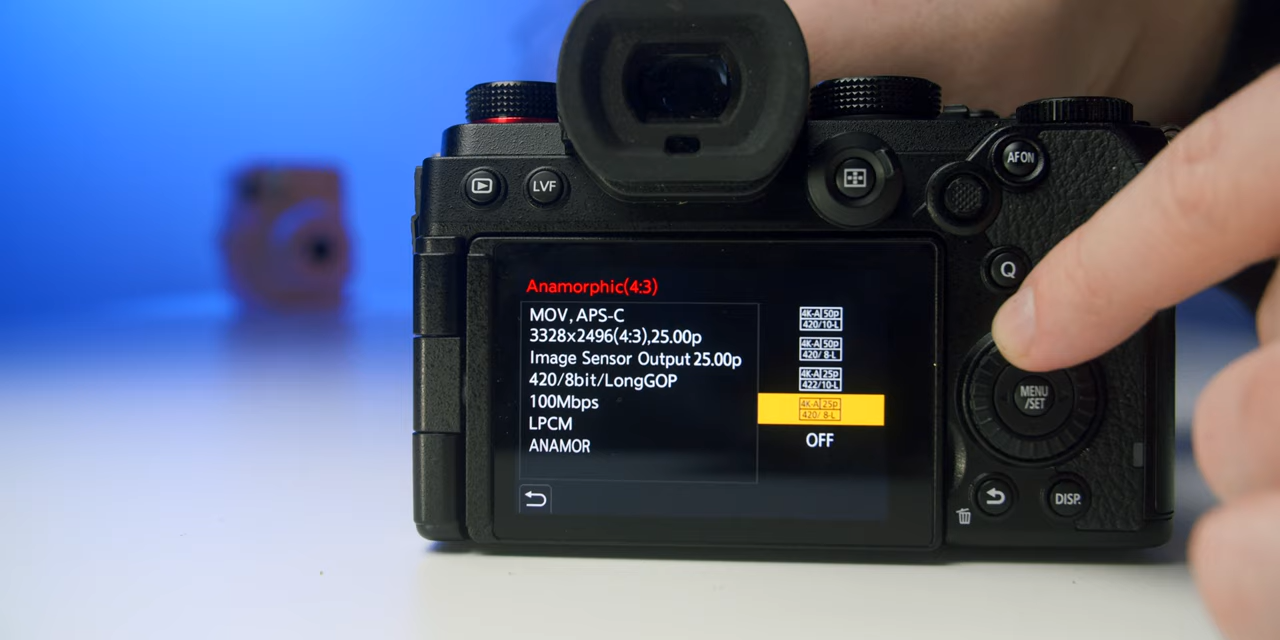 AF ON
LVF
Q
Anamorphic(4:3)
MOV, APS-C
3328x2496(4:3),25.00p
Image Sensor Output 25.00p
420/8bit/LongGOP
100Mbps
LPCM
ANAMOR
4K-A 50p
420/10-L
4K-A 50p
420/ 8-L
4K-A 25p
422/10-L
4K-A 25p
420/ 8-L
OFF
MENU
/SET
DISP.